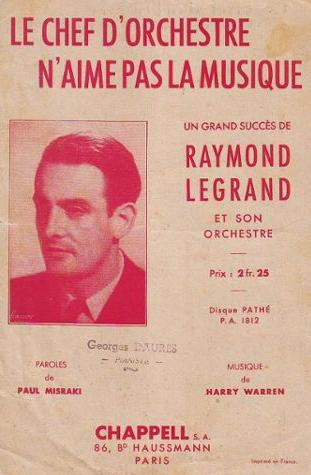 LE CHEF D'ORCHESTRE
N'AIME PAS LA MUSIQUE
UN GRAND SUCCÈS DE
RAYMOND
LEGRAND
ET SON
ORCHESTRE
Prix : 2 fr. 25
Disque PATHÉ
P. A. 1812
Georges DAURES
- PIANISTE -
PAROLES
de
PAUL MISRAKI
MUSIQUE
de
HARRY WARREN
CHAPPELL S. A.
86, Bᴰ HAUSSMANN
PARIS
Imprimé en France.